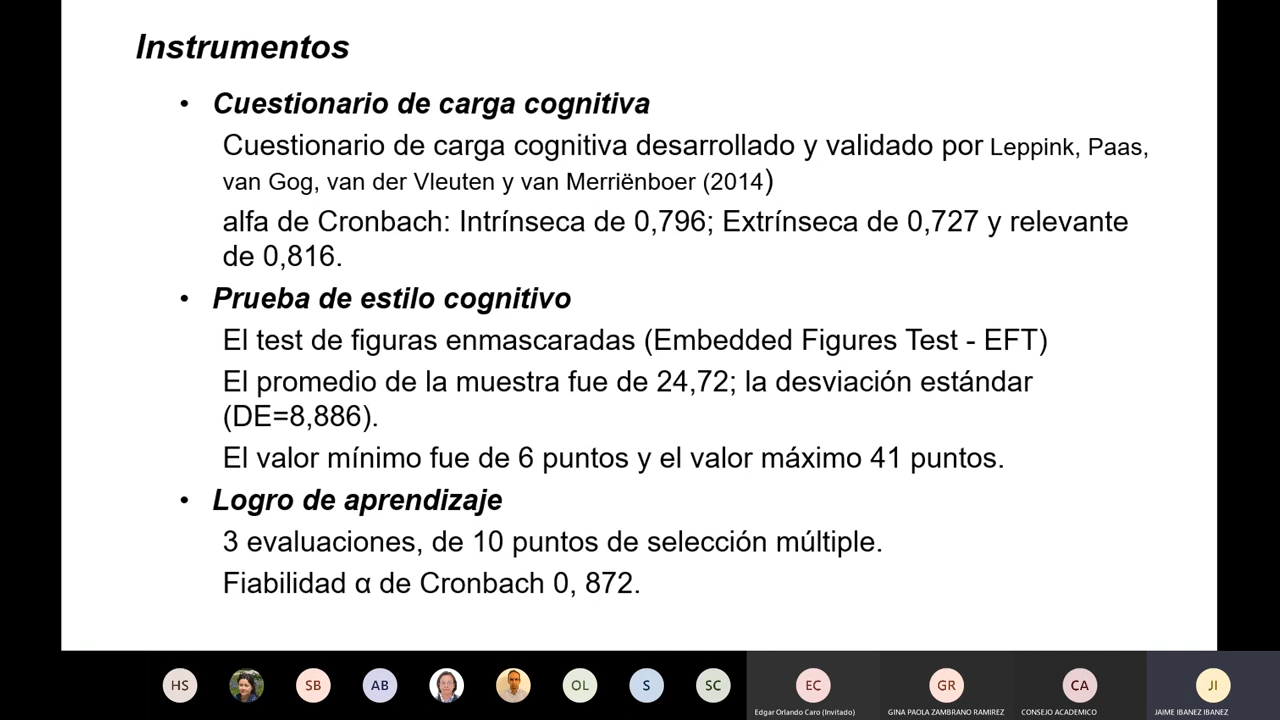 Instrumentos
• Cuestionario de carga cognitiva
Cuestionario de carga cognitiva desarrollado y validado por Leppink, Paas,
van Gog, van der Vleuten y van Merriënboer (2014)
alfa de Cronbach: Intrínseca de 0,796; Extrínseca de 0,727 y relevante
de 0,816.
• Prueba de estilo cognitivo
El test de figuras enmascaradas (Embedded Figures Test - EFT)
El promedio de la muestra fue de 24,72; la desviación estándar
(DE=8,886).
El valor mínimo fue de 6 puntos y el valor máximo 41 puntos.
• Logro de aprendizaje
3 evaluaciones, de 10 puntos de selección múltiple.
Fiabilidad α de Cronbach 0, 872.
HS SB AB OL S SC EC GR CA JI
Edgar Orlando Caro (Invitado) GINA PAOLA ZAMBRANO RAMIREZ CONSEJO ACADEMICO JAIME IBANEZ IBANEZ